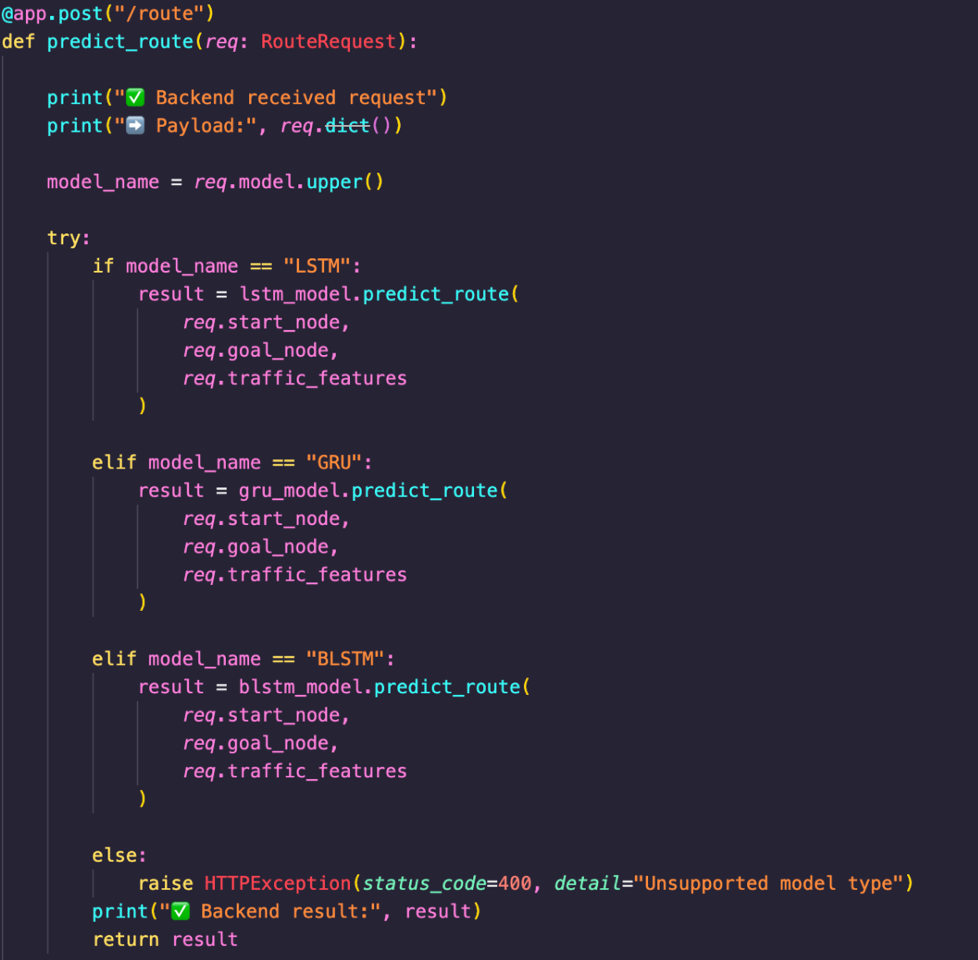 @app.post("/route")
def predict_route(req: RouteRequest):
print("✅ Backend received request")
print("➡️ Payload:", req.dict())
model_name = req.model.upper()
try:
if model_name == "LSTM":
result = lstm_model.predict_route(
req.start_node,
req.goal_node,
req.traffic_features
)
elif model_name == "GRU":
result = gru_model.predict_route(
req.start_node,
req.goal_node,
req.traffic_features
)
elif model_name == "BLSTM":
result = blstm_model.predict_route(
req.start_node,
req.goal_node,
req.traffic_features
)
else:
raise HTTPException(status_code=400, detail="Unsupported model type")
print("✅ Backend result:", result)
return result